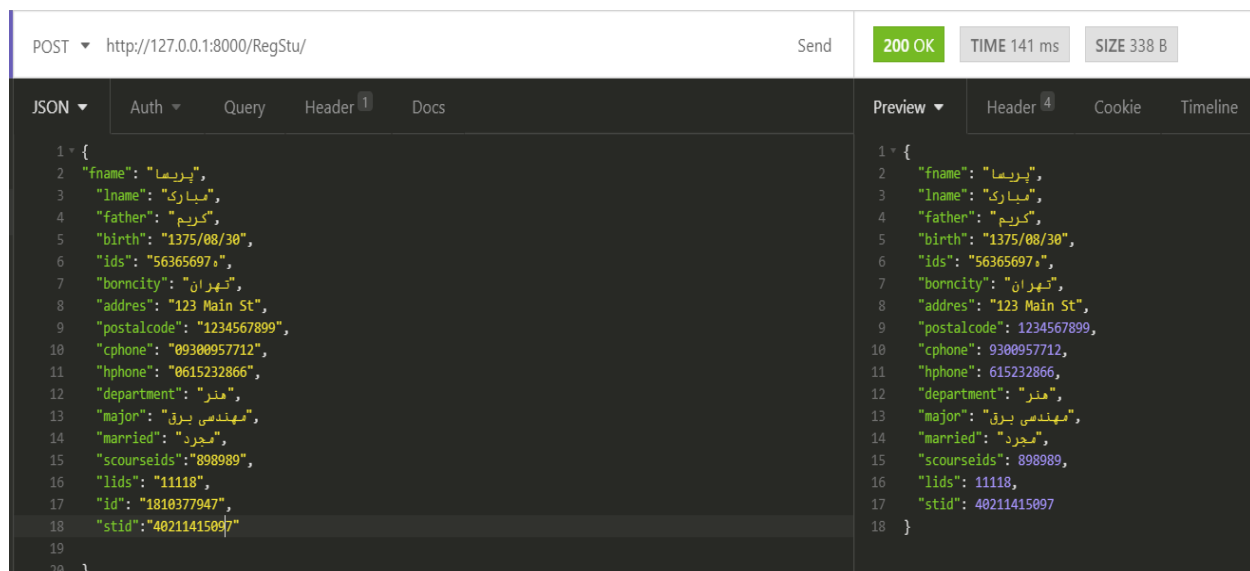 POST ▼ http://127.0.0.1:8000/RegStu/ Send
200 OK TIME 141 ms SIZE 338 B
JSON ▼ Auth ▼ Query Header 1 Docs
1 {
2 "fname": "پریسا",
3 "lname": "مبارک",
4 "father": "کریم",
5 "birth": "1375/08/30",
6 "ids": "56365697ه",
7 "borncity": "تهران",
8 "addres": "123 Main St",
9 "postalcode": "1234567899",
10 "cphone": "09300957712",
11 "hphone": "0615232866",
12 "department": "هنر",
13 "major": "مهندسی برق",
14 "married": "مجرد",
15 "scourseids":"898989",
16 "lids": "11118",
17 "id": "1810377947",
18 "stid":"40211415097"
19
20 }
Preview ▼ Header 4 Cookie Timeline
1 {
2 "fname": "پریسا",
3 "lname": "مبارک",
4 "father": "کریم",
5 "birth": "1375/08/30",
6 "ids": "56365697ه",
7 "borncity": "تهران",
8 "addres": "123 Main St",
9 "postalcode": 1234567899,
10 "cphone": 9300957712,
11 "hphone": 615232866,
12 "department": "هنر",
13 "major": "مهندسی برق",
14 "married": "مجرد",
15 "scourseids": 898989,
16 "lids": 11118,
17 "stid": 40211415097
18 }